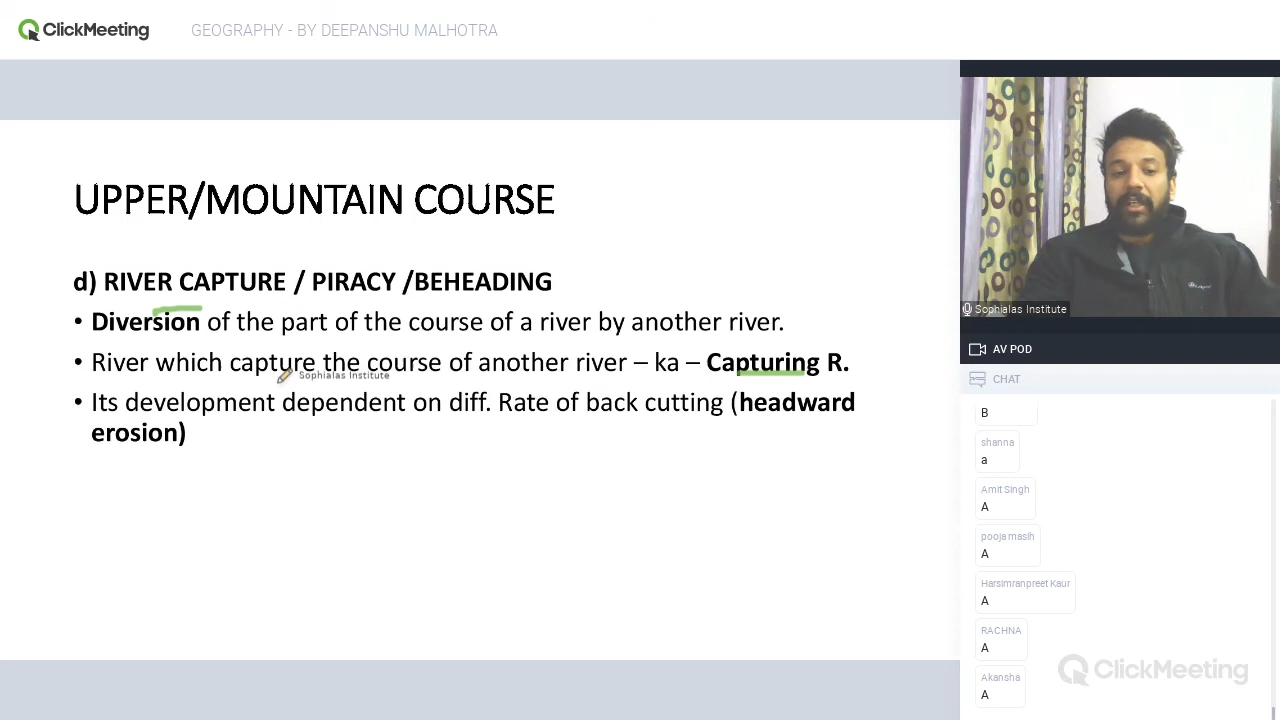 ClickMeeting
GEOGRAPHY - BY DEEPANSHU MALHOTRA
UPPER/MOUNTAIN COURSE
d) RIVER CAPTURE / PIRACY /BEHEADING
• Diversion of the part of the course of a river by another river.
• River which capture the course of another river – ka – Capturing R.
Sophialas Institute
• Its development dependent on diff. Rate of back cutting (headward
erosion)
Sophialas Institute
AV POD
CHAT
B
shanna
a
Amit Singh
A
pooja masih
A
Harsimranpreet Kaur
A
RACHNA
A
Akansha
A
ClickMeeting